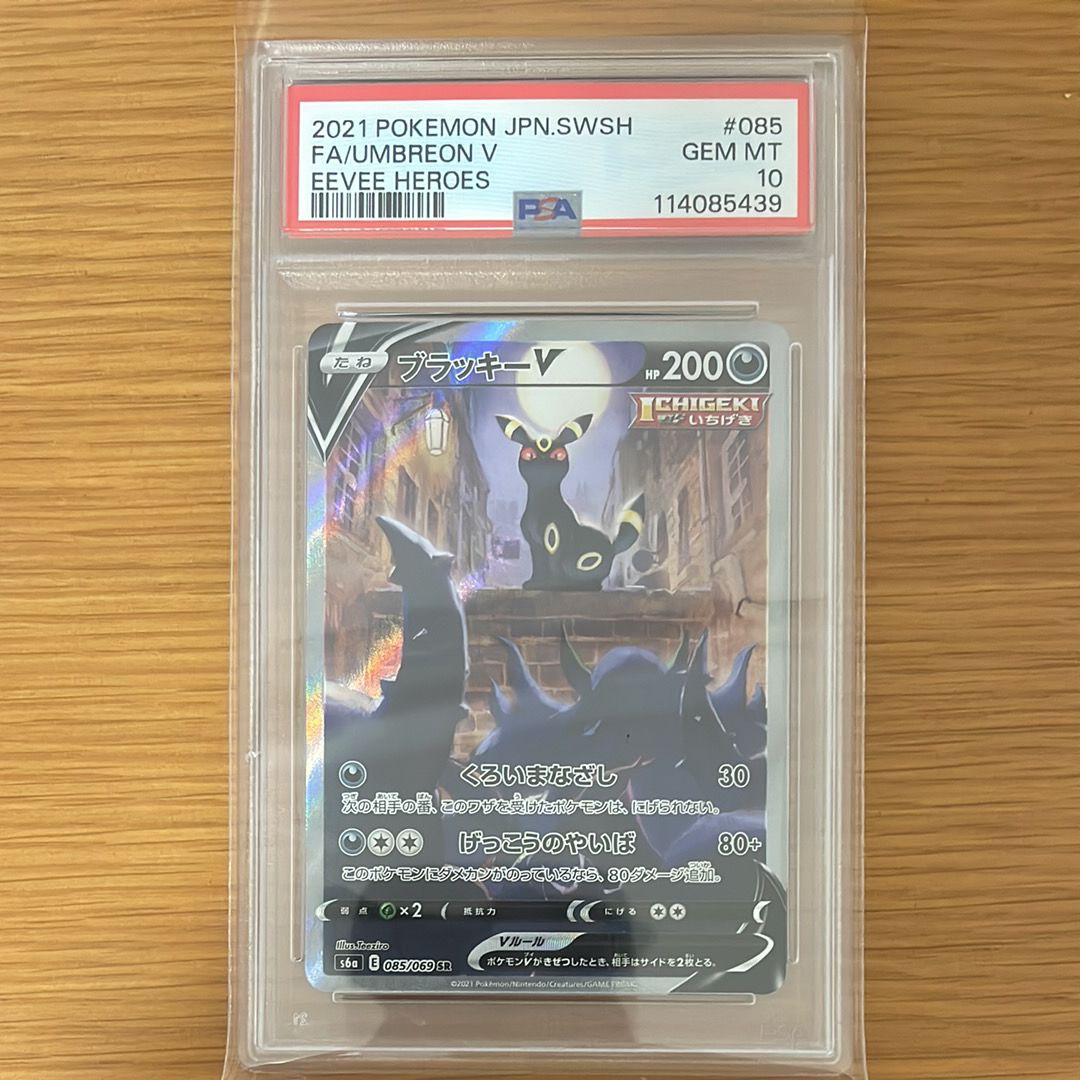 2021 POKEMON JPN.SWSH #085
FA/UMBREON V GEM MT
EEVEE HEROES 10
PSA 114085439
たね ブラッキーV HP 200
ICHIGEKI
いちげき
くろいまなざし 30
次の相手の番、このワザを受けたポケモンは、にげられない。
げっこうのやいば 80+
このポケモンにダメカンがのっているなら、80ダメージ追加。
弱点 ×2 抵抗力 にげる
Illus.Teeziro
Vルール
s6a E 085/069 SR
ポケモンVがきぜつしたとき、相手はサイドを2枚とる。
©2021 Pokémon/Nintendo/Creatures/GAME FREAK.